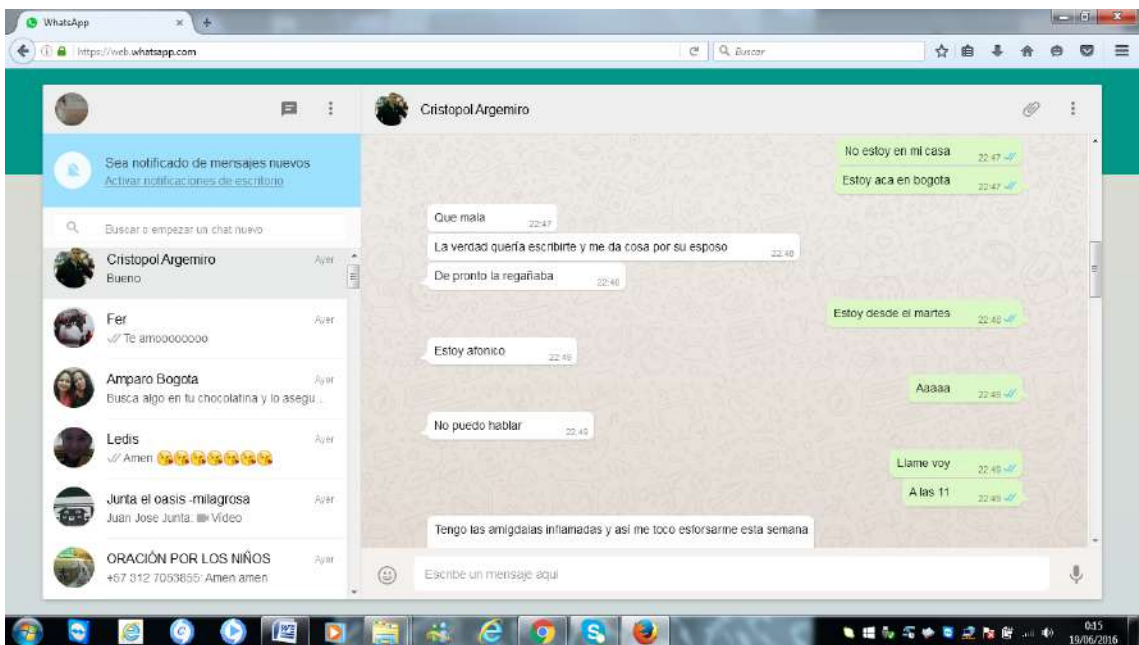 WhatsApp
https://web.whatsapp.com
Buscar
Cristopol Argemiro
Sea notificado de mensajes nuevos
Activar notificaciones de escritorio
Buscar o empezar un chat nuevo
Cristopol Argemiro
Ayer
Bueno
Fer
Ayer
Te amooooooooo
Amparo Bogota
Ayer
Busca algo en tu chocolatina y lo asegu...
Ledis
Ayer
Amen
Junta el oasis -milagrosa
Ayer
Juan Jose Junta: Video
ORACIÓN POR LOS NIÑOS
Ayer
+57 312 7053855: Amen amen
No estoy en mi casa
22:47
Estoy aca en bogota
22:47
Que mala
22:47
La verdad quería escribirte y me da cosa por su esposo
22:48
De pronto la regañaba
22:48
Estoy desde el martes
22:48
Estoy afonico
22:49
Aaaaa
22:49
No puedo hablar
22:49
Llame voy
22:49
A las 11
22:49
Tengo las amigdalas inflamadas y asi me toco esforsarme esta semana
Escribe un mensaje aquí
0:15
19/06/2016